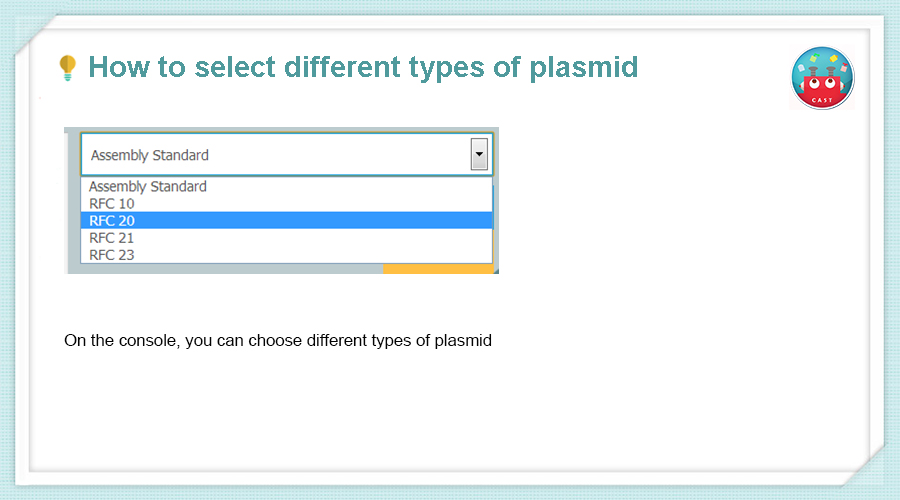 How to select different types of plasmid
CAST
Assembly Standard
Assembly Standard
RFC 10
RFC 20
RFC 21
RFC 23
On the console, you can choose different types of plasmid